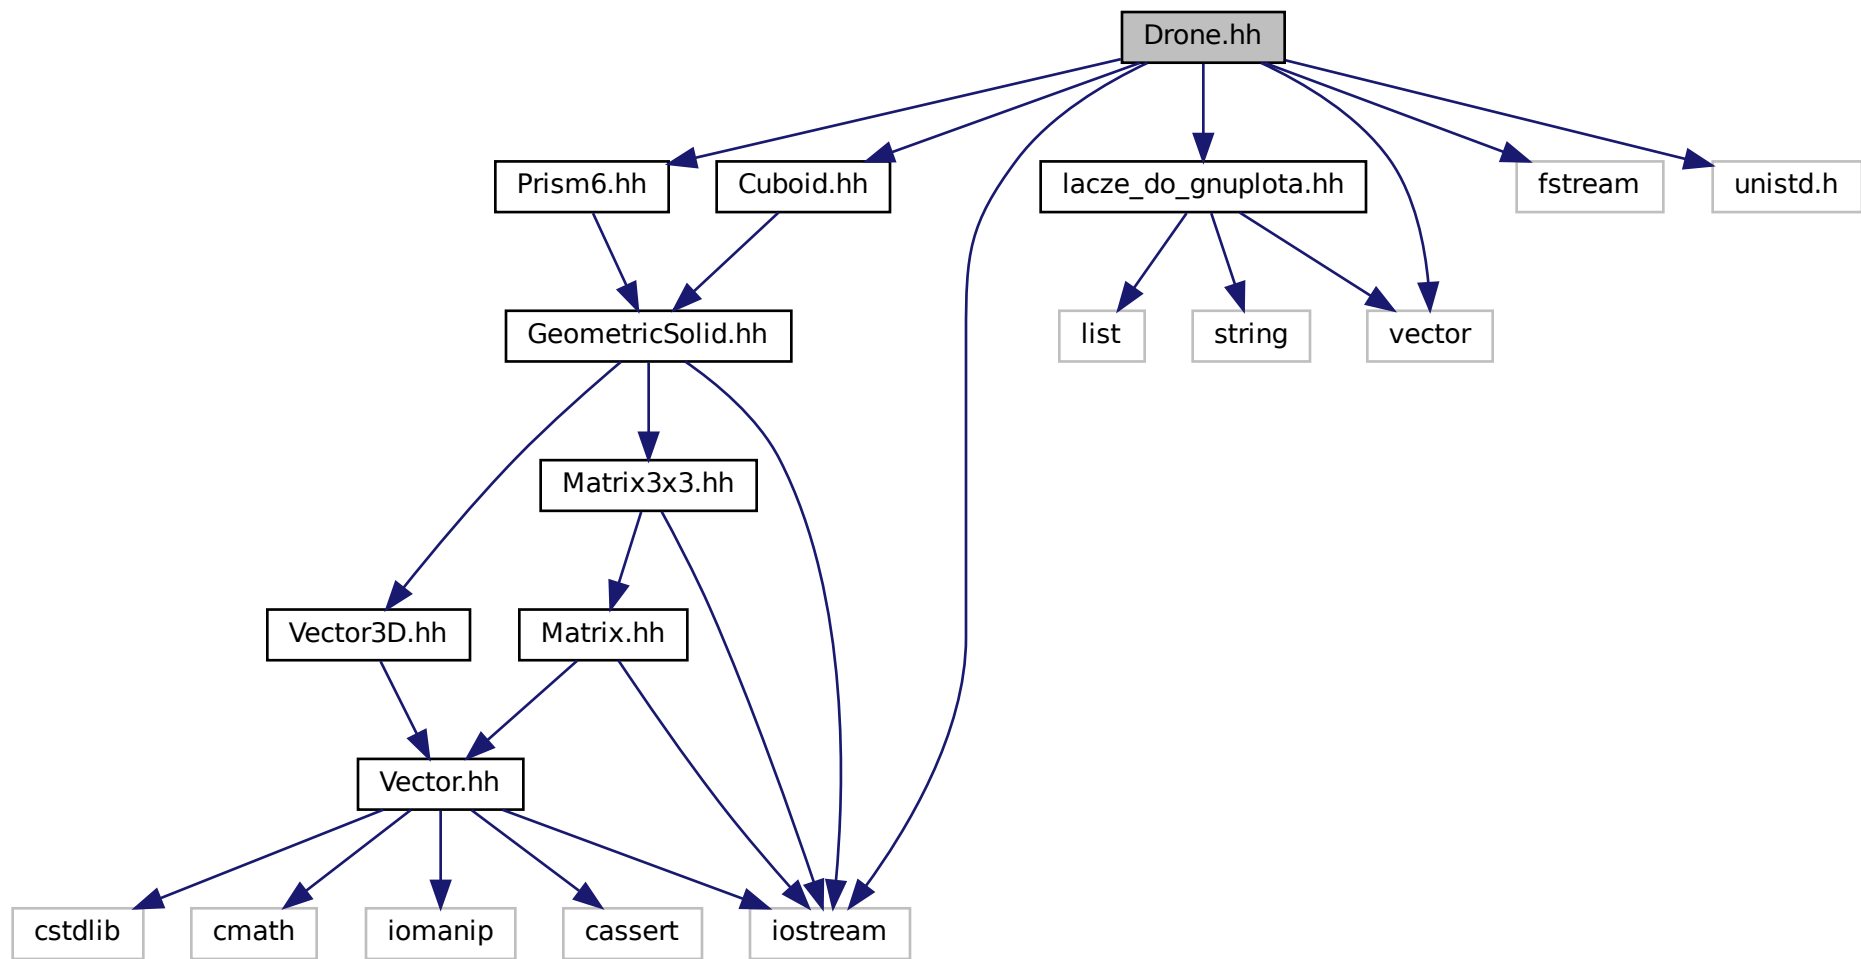 Drone.hh
Prism6.hh
Cuboid.hh
lacze_do_gnuplota.hh
fstream
unistd.h
GeometricSolid.hh
list
string
vector
Matrix3x3.hh
Vector3D.hh
Matrix.hh
Vector.hh
cstdlib
cmath
iomanip
cassert
iostream